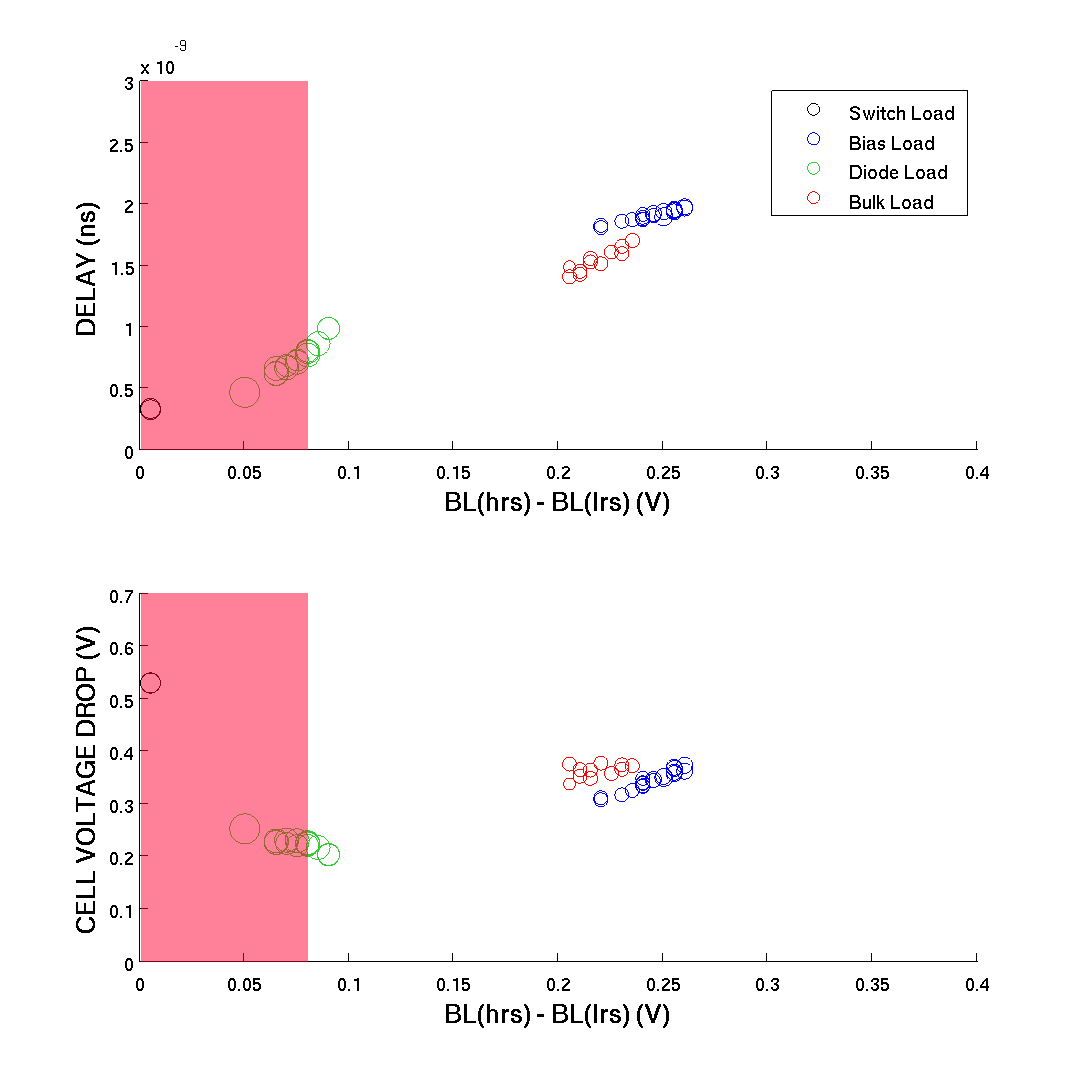 x 10^-9
3
2.5
2
1.5
1
0.5
0
DELAY (ns)
Switch Load
Bias Load
Diode Load
Bulk Load
0 0.05 0.1 0.15 0.2 0.25 0.3 0.35 0.4
BL(hrs) - BL(lrs) (V)
0.7
0.6
0.5
0.4
0.3
0.2
0.1
0
CELL VOLTAGE DROP (V)
0 0.05 0.1 0.15 0.2 0.25 0.3 0.35 0.4
BL(hrs) - BL(lrs) (V)